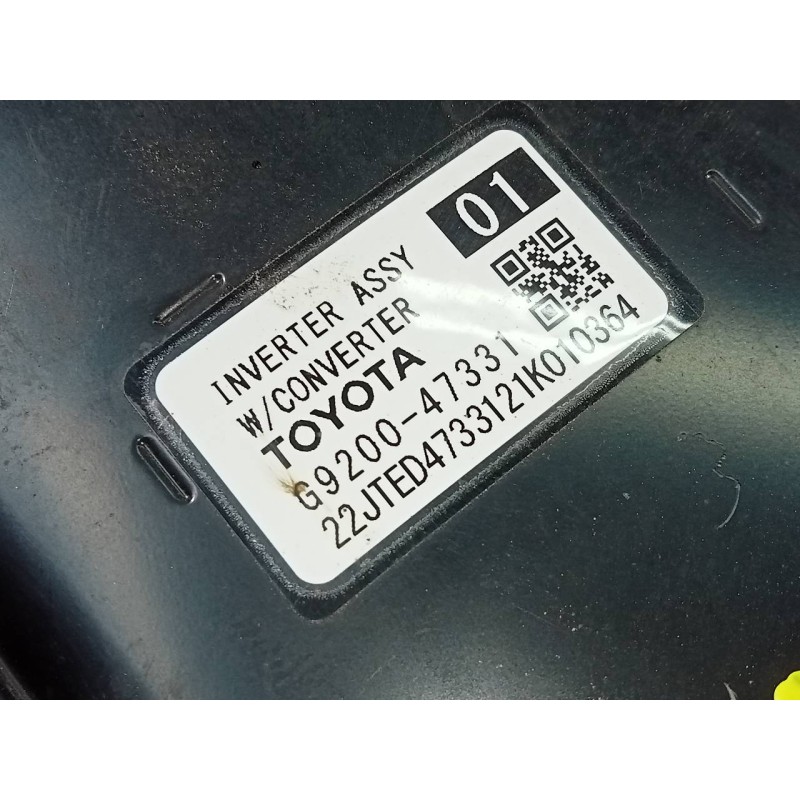 01
INVERTER ASSY
W/CONVERTER
TOYOTA
G9200-47331
22JTED4733121K010364